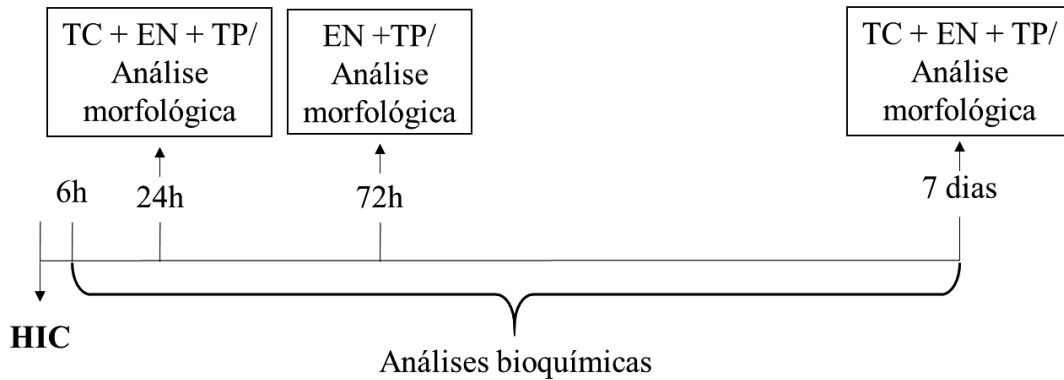 TC + EN + TP/
Análise
morfológica
EN +TP/
Análise
morfológica
TC + EN + TP/
Análise
morfológica
6h
24h
72h
7 dias
HIC
Análises bioquímicas